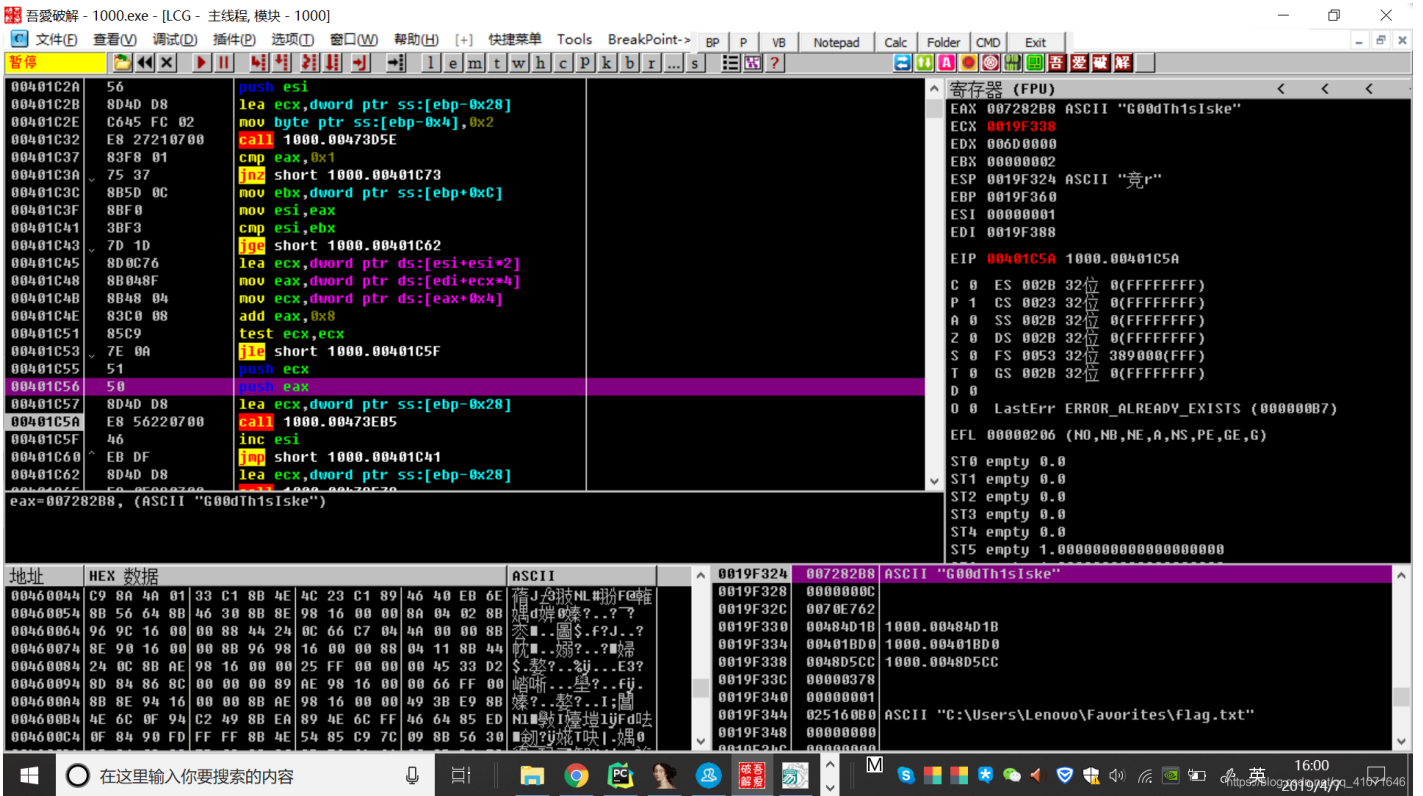 吾愛破解 - 1000.exe - [LCG - 主线程, 模块 - 1000]
文件(F) 查看(V) 调试(D) 插件(P) 选项(T) 窗口(W) 帮助(H) [+] 快捷菜单 Tools BreakPoint-> BP P VB Notepad Calc Folder CMD Exit
暂停 l e m t w h c p k b r ... s ? 吾 爱 破 解
00401C2A 56 push esi
00401C2B 8D4D D8 lea ecx,dword ptr ss:[ebp-0x28]
00401C2E C645 FC 02 mov byte ptr ss:[ebp-0x4],0x2
00401C32 E8 27210700 call 1000.00473D5E
00401C37 83F8 01 cmp eax,0x1
00401C3A 75 37 jnz short 1000.00401C73
00401C3C 8B5D 0C mov ebx,dword ptr ss:[ebp+0xC]
00401C3F 8BF0 mov esi,eax
00401C41 3BF3 cmp esi,ebx
00401C43 7D 1D jge short 1000.00401C62
00401C45 8D0C76 lea ecx,dword ptr ds:[esi+esi*2]
00401C48 8B048F mov eax,dword ptr ds:[edi+ecx*4]
00401C4B 8B48 04 mov ecx,dword ptr ds:[eax+0x4]
00401C4E 83C0 08 add eax,0x8
00401C51 85C9 test ecx,ecx
00401C53 7E 0A jle short 1000.00401C5F
00401C55 51 push ecx
00401C56 50 push eax
00401C57 8D4D D8 lea ecx,dword ptr ss:[ebp-0x28]
00401C5A E8 56220700 call 1000.00473EB5
00401C5F 46 inc esi
00401C60 EB DF jmp short 1000.00401C41
00401C62 8D4D D8 lea ecx,dword ptr ss:[ebp-0x28]
eax=007282B8, (ASCII "G00dTh1sIske")
寄存器 (FPU) < < <
EAX 007282B8 ASCII "G00dTh1sIske"
ECX 0019F338
EDX 006D0000
EBX 00000002
ESP 0019F324 ASCII "竞r"
EBP 0019F360
ESI 00000001
EDI 0019F388
EIP 00401C5A 1000.00401C5A
C 0 ES 002B 32位 0(FFFFFFFF)
P 1 CS 0023 32位 0(FFFFFFFF)
A 0 SS 002B 32位 0(FFFFFFFF)
Z 0 DS 002B 32位 0(FFFFFFFF)
S 0 FS 0053 32位 389000(FFF)
T 0 GS 002B 32位 0(FFFFFFFF)
D 0
O 0 LastErr ERROR_ALREADY_EXISTS (000000B7)
EFL 00000206 (NO,NB,NE,A,NS,PE,GE,G)
ST0 empty 0.0
ST1 empty 0.0
ST2 empty 0.0
ST3 empty 0.0
ST4 empty 0.0
ST5 empty 1.0000000000000000000
地址 HEX 数据 ASCII
00460044 C9 8A 4A 01 33 C1 8B 4E 4C 23 C1 89 46 40 EB 6E
00460054 8B 56 64 8B 46 30 8B 8E 98 16 00 00 8A 04 02 8B
00460064 96 9C 16 00 00 88 44 24 0C 66 C7 04 4A 00 00 8B
00460074 8E 90 16 00 00 8B 96 98 16 00 00 88 04 11 8B 44
00460084 24 0C 8B AE 98 16 00 00 25 FF 00 00 00 45 33 D2
00460094 8D 84 86 8C 00 00 00 89 AE 98 16 00 00 66 FF 00
004600A4 8B 8E 94 16 00 00 8B AE 98 16 00 00 49 3B E9 8B
004600B4 4E 6C 0F 94 C2 49 8B EA 89 4E 6C FF 46 64 85 ED
004600C4 0F 84 90 FD FF FF 8B 4E 54 85 C9 7C 09 8B 56 30
0019F324 007282B8 ASCII "G00dTh1sIske"
0019F328 0000000C
0019F32C 0070E762
0019F330 00484D1B 1000.00484D1B
0019F334 00401BD0 1000.00401BD0
0019F338 0048D5CC 1000.0048D5CC
0019F33C 00000378
0019F340 00000001
0019F344 025160B0 ASCII "C:\Users\Lenovo\Favorites\flag.txt"
0019F348 00000000
0019F34C 00000000
在这里输入你要搜索的内容
M 英 16:00
2019/4/7
https://blog.csdn.net/qq_41071646